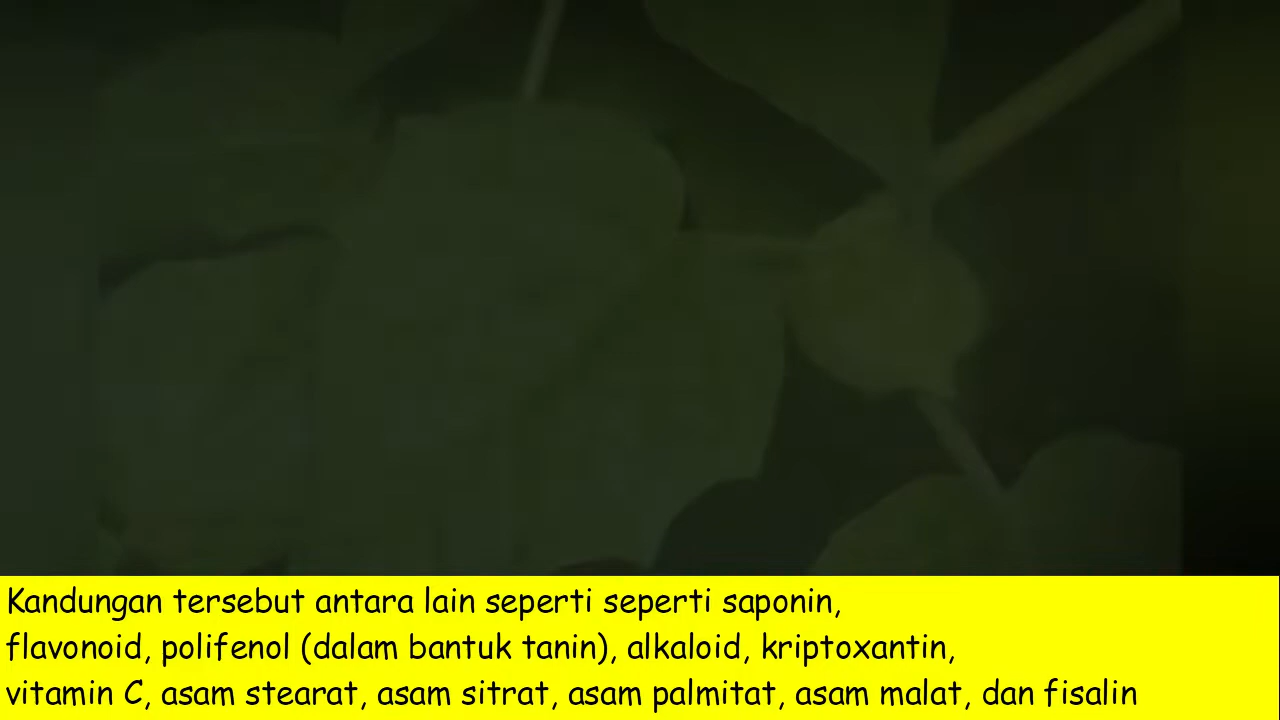 Kandungan tersebut antara lain seperti seperti saponin,
flavonoid, polifenol (dalam bantuk tanin), alkaloid, kriptoxantin,
vitamin C, asam stearat, asam sitrat, asam palmitat, asam malat, dan fisalin